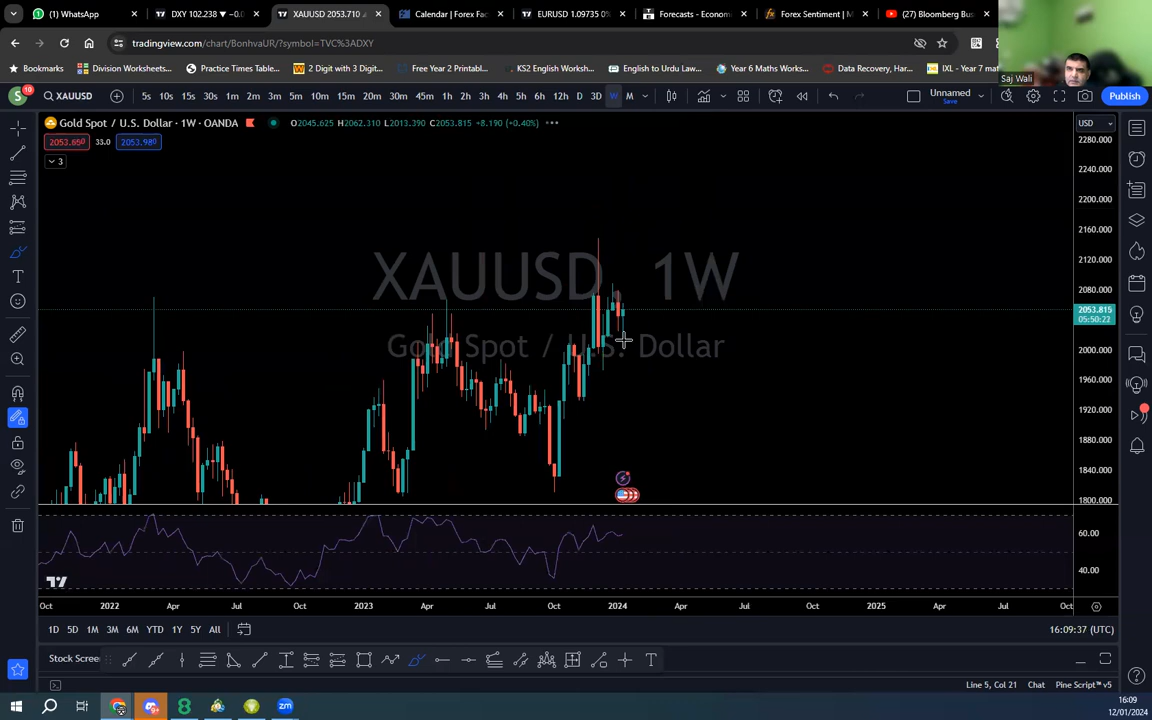 (1) WhatsApp
DXY 102.238 ▼ −0.0
XAUUSD 2053.710
Calendar | Forex Fac
EURUSD 1.09735 0%
Forecasts - Economi
Forex Sentiment | M
(27) Bloomberg Bus
tradingview.com/chart/BonhvaUR/?symbol=TVC%3ADXY
Bookmarks
Division Worksheets...
Practice Times Table...
2 Digit with 3 Digit...
Free Year 2 Printabl...
KS2 English Worksh...
English to Urdu Law...
Year 6 Maths Works...
Data Recovery, Har...
IXL - Year 7 mat
Saj Wali
S 10
XAUUSD
5s 10s 15s 30s 1m 2m 3m 5m 10m 15m 20m 30m 45m 1h 2h 3h 4h 5h 6h 12h D 3D W M
Unnamed
Save
Publish
Gold Spot / U.S. Dollar · 1W · OANDA
O2045.625 H2062.310 L2013.390 C2053.815 +8.190 (+0.40%)
USD
2053.650 33.0 2053.980
3
2280.000
2240.000
2200.000
2160.000
2120.000
2080.000
2053.815
05:50:22
2000.000
1960.000
1920.000
1880.000
1840.000
1800.000
XAUUSD 1W
Gold Spot / U.S. Dollar
60.00
40.00
Oct 2022 Apr Jul Oct 2023 Apr Jul Oct 2024 Apr Jul Oct 2025 Apr Jul Oct
1D 5D 1M 3M 6M YTD 1Y 5Y All
16:09:37 (UTC)
Stock Screer
Line 5, Col 21 Chat Pine Script™ v5
16:09
12/01/2024